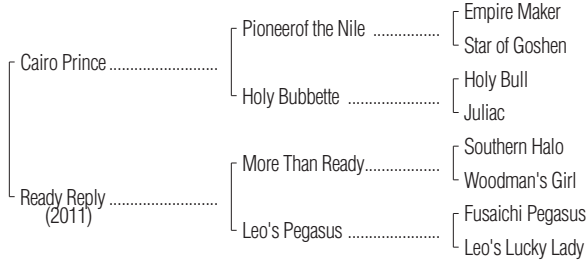 Empire Maker
Pioneerof the Nile ..................
Star of Goshen
Cairo Prince ..........................
Holy Bull
Holy Bubbette .......................
Juliac
Southern Halo
More Than Ready...................
Woodman's Girl
Ready Reply ..........................
(2011)
Fusaichi Pegasus
Leo's Pegasus .......................
Leo's Lucky Lady